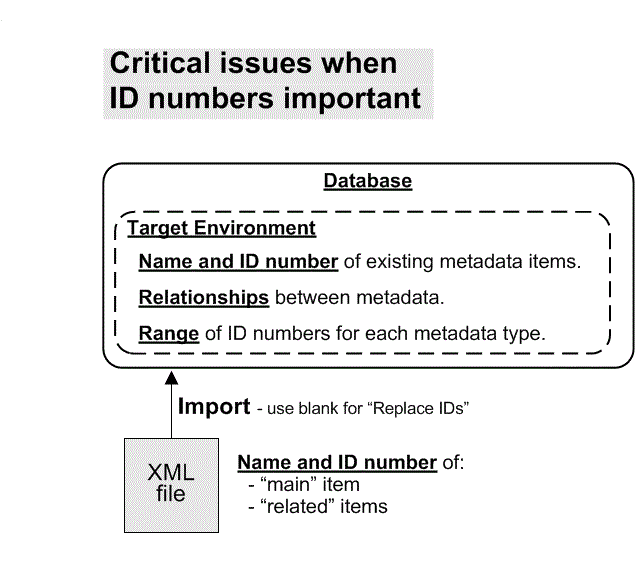 Critical issues when
ID numbers important
Database
Target Environment
Name and ID number of existing metadata items.
Relationships between metadata.
Range of ID numbers for each metadata type.
Import - use blank for “Replace IDs”
XML
file
Name and ID number of:
- “main” item
- “related” items